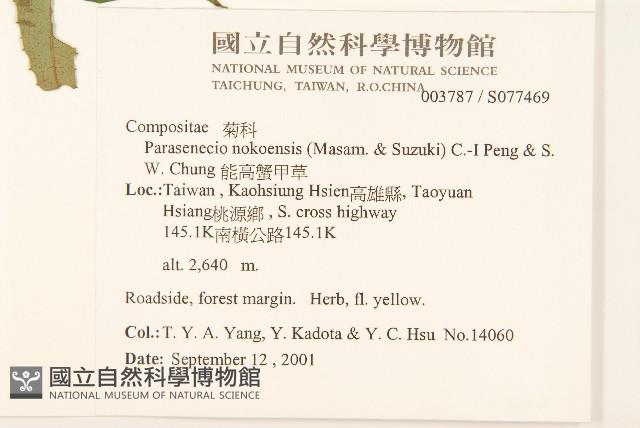 國立自然科學博物館
NATIONAL MUSEUM OF NATURAL SCIENCE
TAICHUNG, TAIWAN, R.O.CHINA
003787 / S077469
Compositae 菊科
Parasenecio nokoensis (Masam. & Suzuki) C.-I Peng & S.
W. Chung 能高蟹甲草
Loc.:Taiwan , Kaohsiung Hsien高雄縣, Taoyuan
Hsiang桃源鄉 , S. cross highway
145.1K南橫公路145.1K
alt. 2,640 m.
Roadside, forest margin. Herb, fl. yellow.
Col.: T. Y. A. Yang, Y. Kadota & Y. C. Hsu No.14060
Date: September 12 , 2001
國立自然科學博物館
NATIONAL MUSEUM OF NATURAL SCIENCE